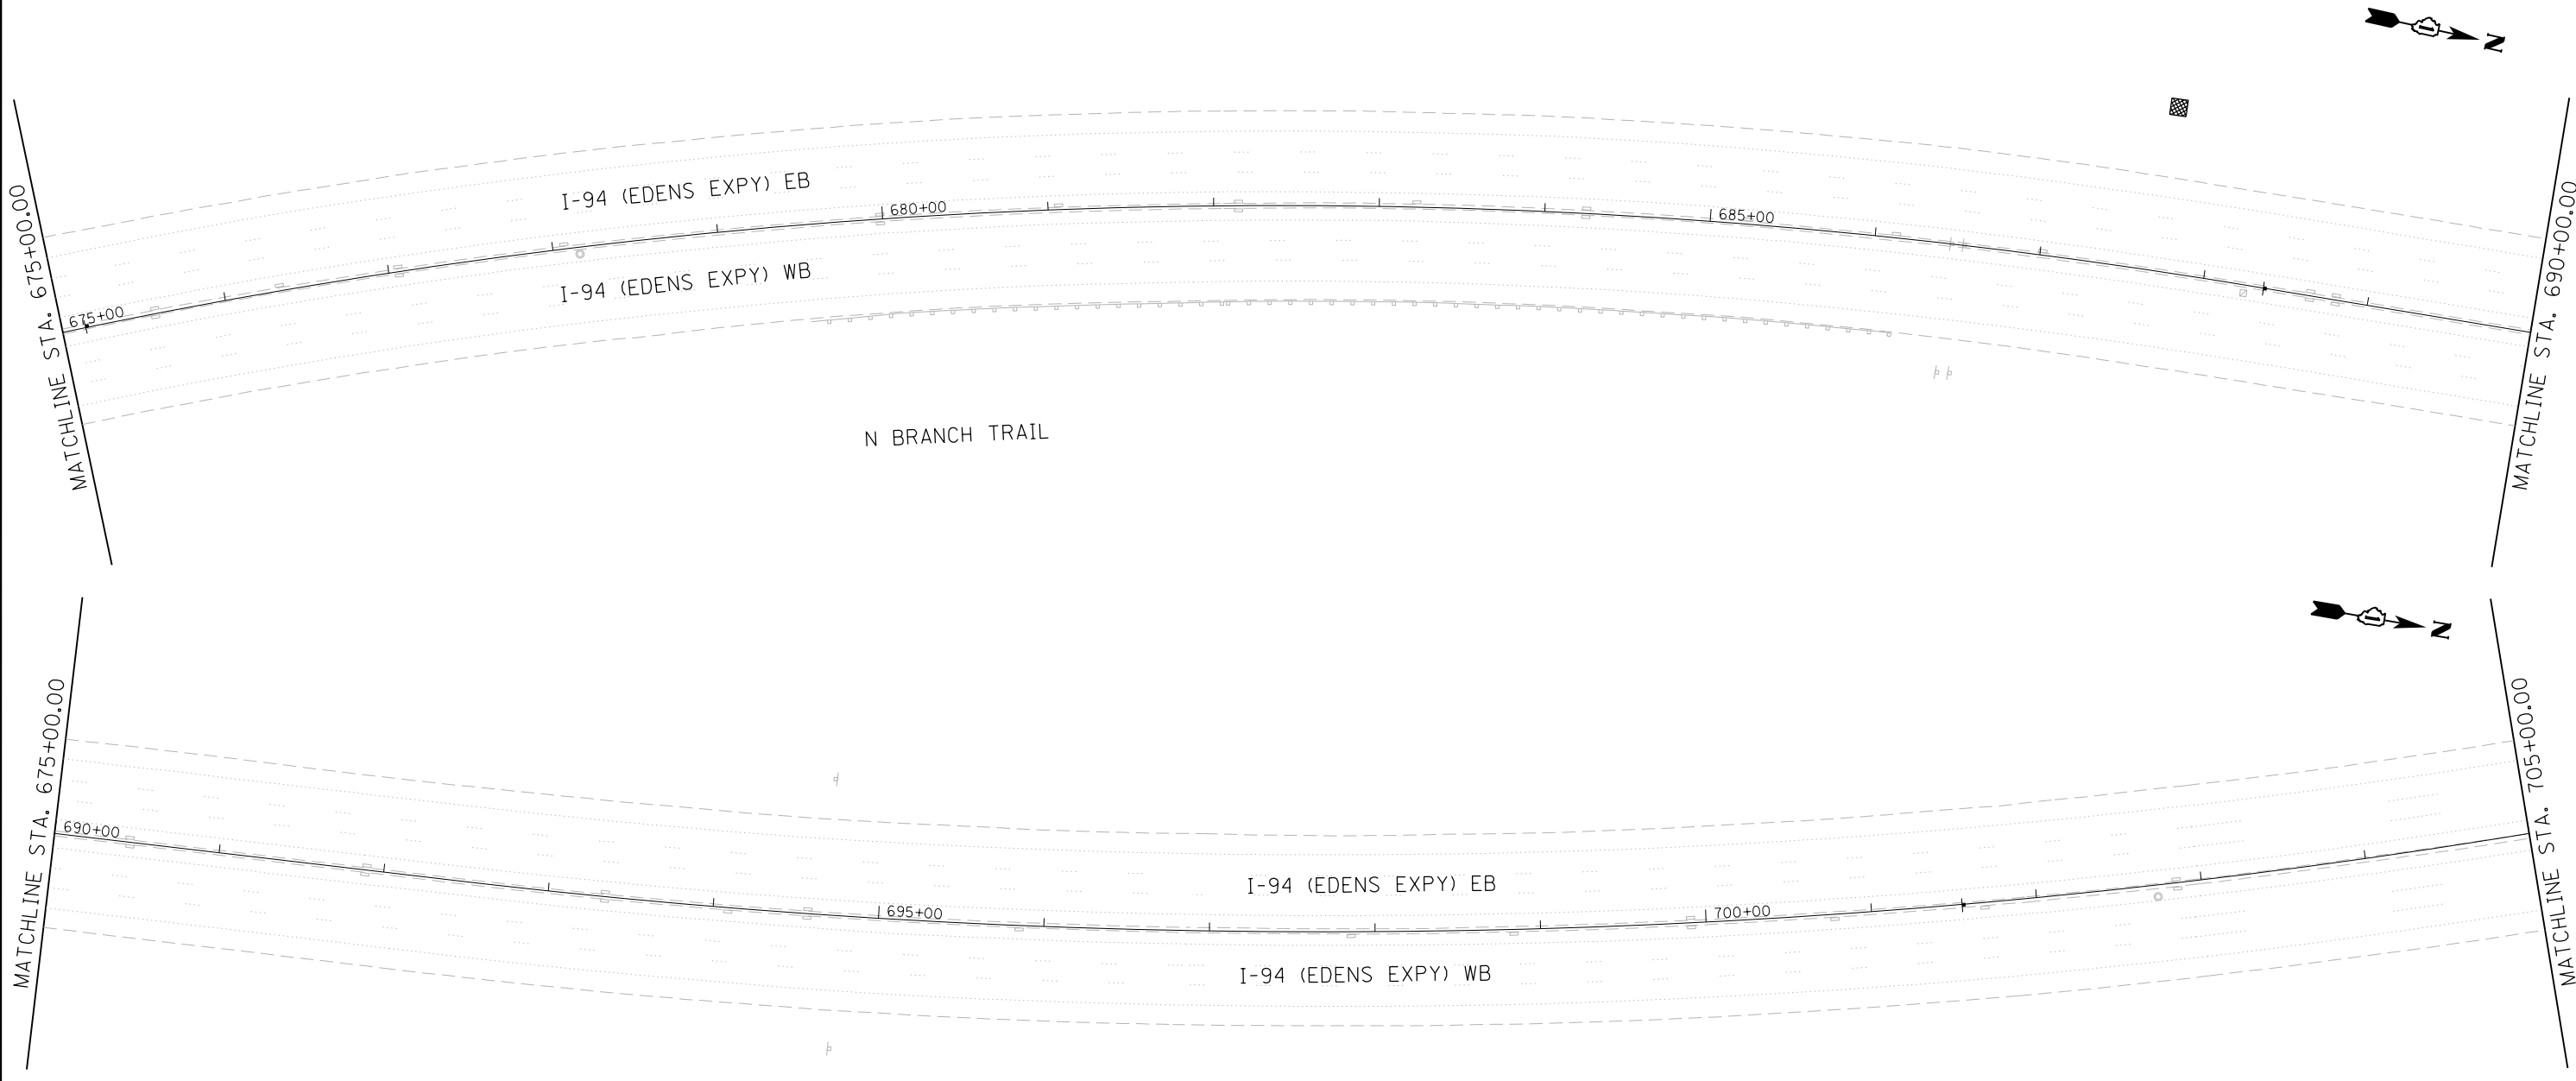 N
MATCHLINE STA. 675+00.00
I-94 (EDENS EXPY) EB
680+00
685+00
675+00
I-94 (EDENS EXPY) WB
MATCHLINE STA. 690+00.00
N BRANCH TRAIL
N
MATCHLINE STA. 675+00.00
690+00
I-94 (EDENS EXPY) EB
695+00
700+00
I-94 (EDENS EXPY) WB
MATCHLINE STA. 705+00.00